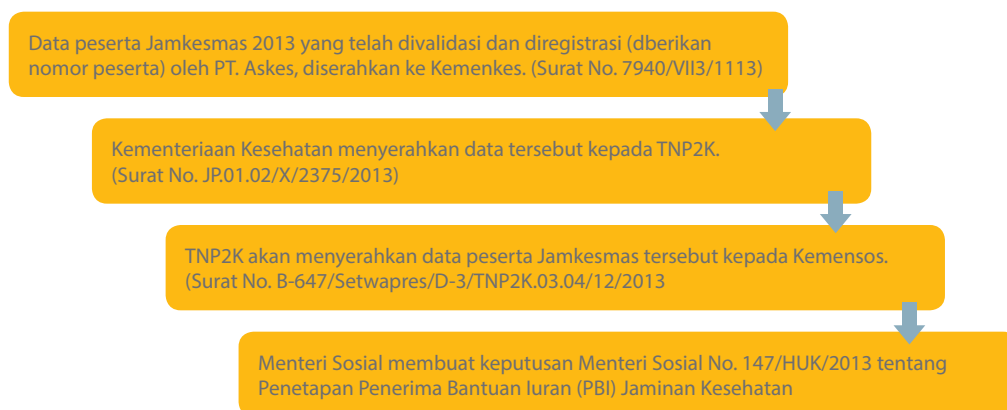 Data peserta Jamkesmas 2013 yang telah divalidasi dan diregistrasi (dberikan
nomor peserta) oleh PT. Askes, diserahkan ke Kemenkes. (Surat No. 7940/VII3/1113)
Kementeriaan Kesehatan menyerahkan data tersebut kepada TNP2K.
(Surat No. JP.01.02/X/2375/2013)
TNP2K akan menyerahkan data peserta Jamkesmas tersebut kepada Kemensos.
(Surat No. B-647/Setwapres/D-3/TNP2K.03.04/12/2013
Menteri Sosial membuat keputusan Menteri Sosial No. 147/HUK/2013 tentang
Penetapan Penerima Bantuan Iuran (PBI) Jaminan Kesehatan